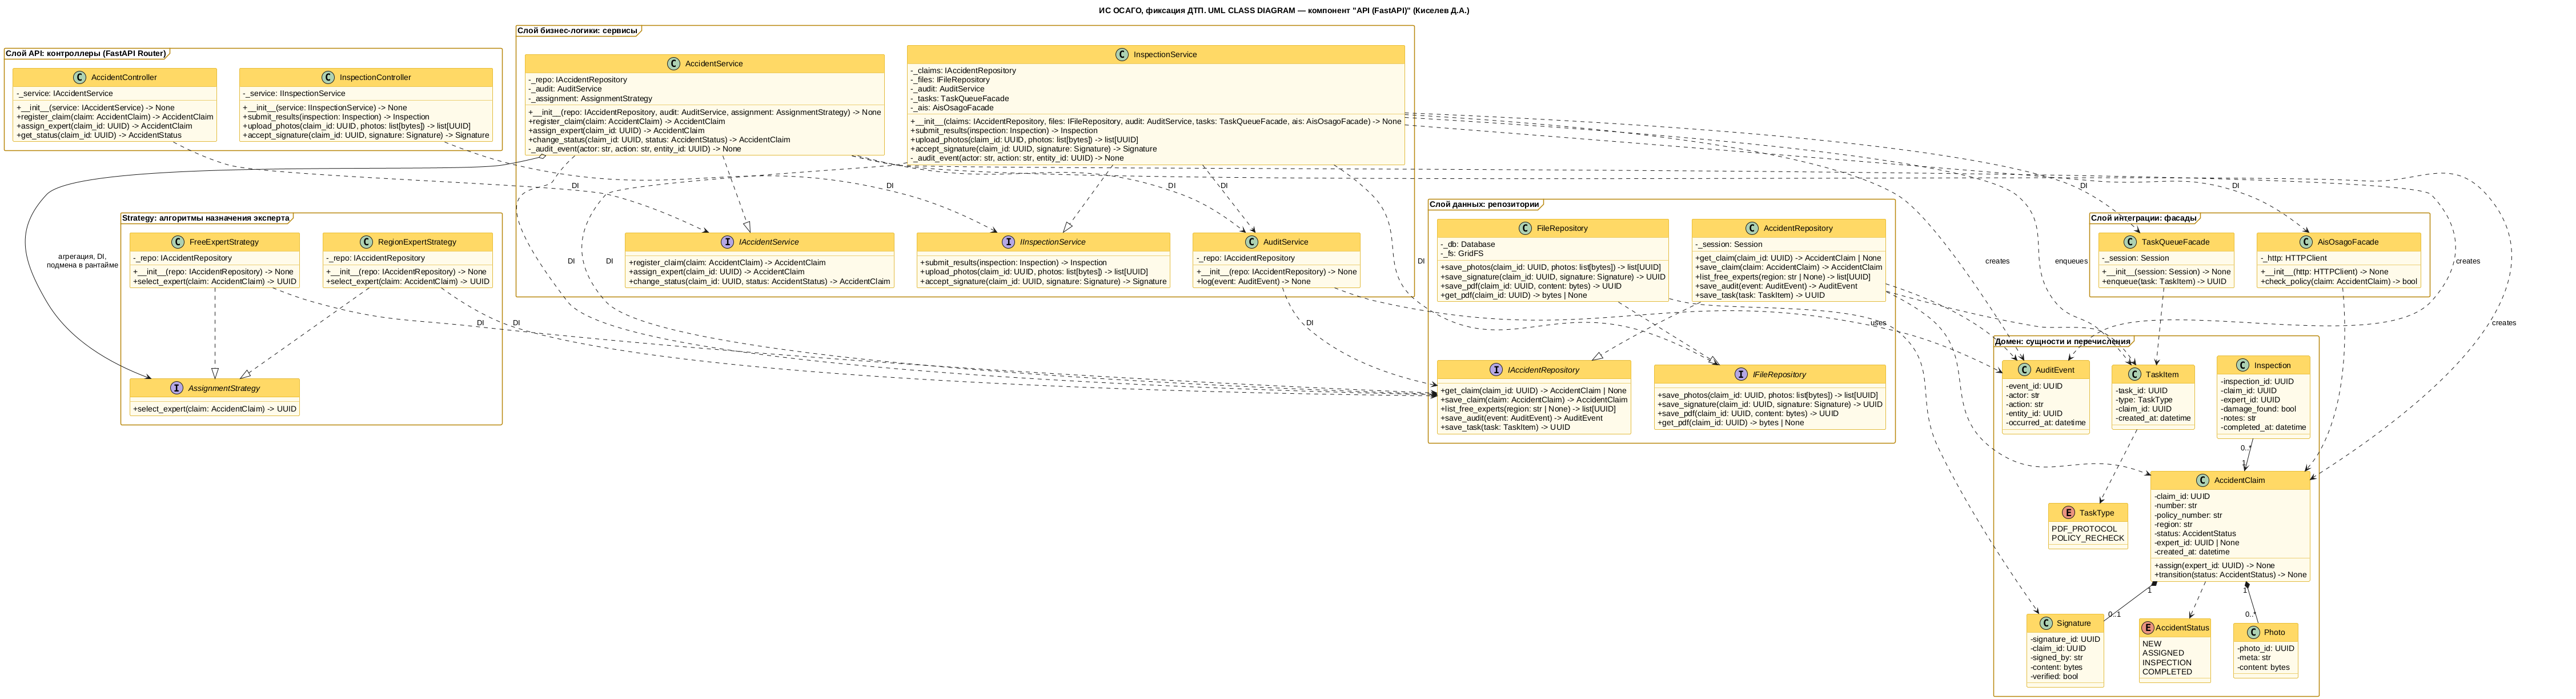 ИС ОСАГО, фиксация ДТП. UML CLASS DIAGRAM — компонент "API (FastAPI)" (Киселев Д.А.)
Слой API: контроллеры (FastAPI Router)
C AccidentController
-_service: IAccidentService
+__init__(service: IAccidentService) -> None
+register_claim(claim: AccidentClaim) -> AccidentClaim
+assign_expert(claim_id: UUID) -> AccidentClaim
+get_status(claim_id: UUID) -> AccidentStatus
C InspectionController
-_service: IInspectionService
+__init__(service: IInspectionService) -> None
+submit_results(inspection: Inspection) -> Inspection
+upload_photos(claim_id: UUID, photos: list[bytes]) -> list[UUID]
+accept_signature(claim_id: UUID, signature: Signature) -> Signature
Слой бизнес-логики: сервисы
C AccidentService
-_repo: IAccidentRepository
-_audit: AuditService
-_assignment: AssignmentStrategy
+__init__(repo: IAccidentRepository, audit: AuditService, assignment: AssignmentStrategy) -> None
+register_claim(claim: AccidentClaim) -> AccidentClaim
+assign_expert(claim_id: UUID) -> AccidentClaim
+change_status(claim_id: UUID, status: AccidentStatus) -> AccidentClaim
-_audit_event(actor: str, action: str, entity_id: UUID) -> None
C InspectionService
-_claims: IAccidentRepository
-_files: IFileRepository
-_audit: AuditService
-_tasks: TaskQueueFacade
-_ais: AisOsagoFacade
+__init__(claims: IAccidentRepository, files: IFileRepository, audit: AuditService, tasks: TaskQueueFacade, ais: AisOsagoFacade) -> None
+submit_results(inspection: Inspection) -> Inspection
+upload_photos(claim_id: UUID, photos: list[bytes]) -> list[UUID]
+accept_signature(claim_id: UUID, signature: Signature) -> Signature
-_audit_event(actor: str, action: str, entity_id: UUID) -> None
DI
DI
DI
DI
DI
DI
I IAccidentService
+register_claim(claim: AccidentClaim) -> AccidentClaim
+assign_expert(claim_id: UUID) -> AccidentClaim
+change_status(claim_id: UUID, status: AccidentStatus) -> AccidentClaim
I IInspectionService
+submit_results(inspection: Inspection) -> Inspection
+upload_photos(claim_id: UUID, photos: list[bytes]) -> list[UUID]
+accept_signature(claim_id: UUID, signature: Signature) -> Signature
C AuditService
-_repo: IAccidentRepository
+__init__(repo: IAccidentRepository) -> None
+log(event: AuditEvent) -> None
Strategy: алгоритмы назначения эксперта
C FreeExpertStrategy
-_repo: IAccidentRepository
+__init__(repo: IAccidentRepository) -> None
+select_expert(claim: AccidentClaim) -> UUID
C RegionExpertStrategy
-_repo: IAccidentRepository
+__init__(repo: IAccidentRepository) -> None
+select_expert(claim: AccidentClaim) -> UUID
агрегация, DI,
подмена в рантайме
I AssignmentStrategy
+select_expert(claim: AccidentClaim) -> UUID
DI
DI
DI
DI
DI
Слой данных: репозитории
C FileRepository
-_db: Database
-_fs: GridFS
+save_photos(claim_id: UUID, photos: list[bytes]) -> list[UUID]
+save_signature(claim_id: UUID, signature: Signature) -> UUID
+save_pdf(claim_id: UUID, content: bytes) -> UUID
+get_pdf(claim_id: UUID) -> bytes | None
C AccidentRepository
-_session: Session
+get_claim(claim_id: UUID) -> AccidentClaim | None
+save_claim(claim: AccidentClaim) -> AccidentClaim
+list_free_experts(region: str | None) -> list[UUID]
+save_audit(event: AuditEvent) -> AuditEvent
+save_task(task: TaskItem) -> UUID
uses
I IAccidentRepository
+get_claim(claim_id: UUID) -> AccidentClaim | None
+save_claim(claim: AccidentClaim) -> AccidentClaim
+list_free_experts(region: str | None) -> list[UUID]
+save_audit(event: AuditEvent) -> AuditEvent
+save_task(task: TaskItem) -> UUID
I IFileRepository
+save_photos(claim_id: UUID, photos: list[bytes]) -> list[UUID]
+save_signature(claim_id: UUID, signature: Signature) -> UUID
+save_pdf(claim_id: UUID, content: bytes) -> UUID
+get_pdf(claim_id: UUID) -> bytes | None
creates
enqueues
creates
creates
Слой интеграции: фасады
C TaskQueueFacade
-_session: Session
+__init__(session: Session) -> None
+enqueue(task: TaskItem) -> UUID
C AisOsagoFacade
-_http: HTTPClient
+__init__(http: HTTPClient) -> None
+check_policy(claim: AccidentClaim) -> bool
Домен: сущности и перечисления
C AuditEvent
-event_id: UUID
-actor: str
-action: str
-entity_id: UUID
-occurred_at: datetime
C TaskItem
-task_id: UUID
-type: TaskType
-claim_id: UUID
-created_at: datetime
C Inspection
-inspection_id: UUID
-claim_id: UUID
-expert_id: UUID
-damage_found: bool
-notes: str
-completed_at: datetime
0..*
1
E TaskType
PDF_PROTOCOL
POLICY_RECHECK
C AccidentClaim
-claim_id: UUID
-number: str
-policy_number: str
-region: str
-status: AccidentStatus
-expert_id: UUID | None
-created_at: datetime
+assign(expert_id: UUID) -> None
+transition(status: AccidentStatus) -> None
1
1
0..1
0..*
C Signature
-signature_id: UUID
-claim_id: UUID
-signed_by: str
-content: bytes
-verified: bool
E AccidentStatus
NEW
ASSIGNED
INSPECTION
COMPLETED
C Photo
-photo_id: UUID
-meta: str
-content: bytes